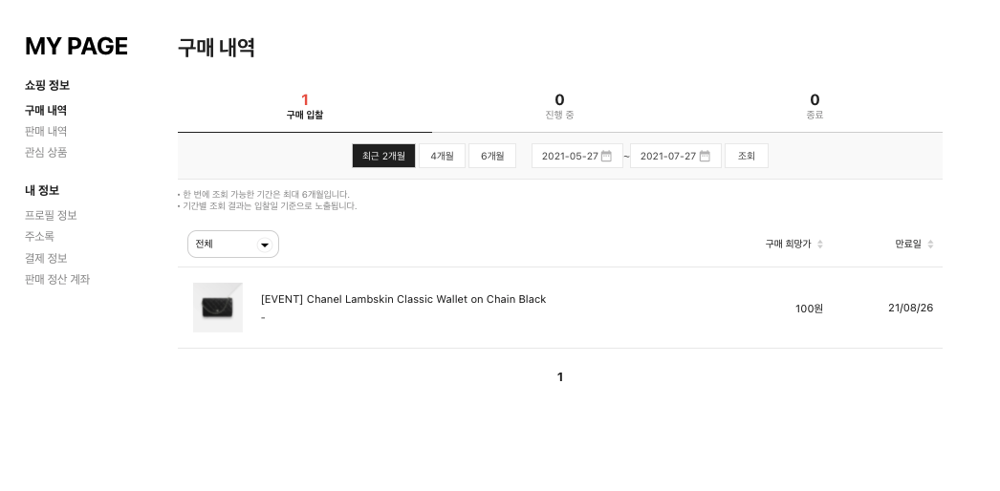 MY PAGE
쇼핑 정보
구매 내역
판매 내역
관심 상품
내 정보
프로필 정보
주소록
결제 정보
판매 정산 계좌
구매 내역
1
구매 입찰
0
진행 중
0
종료
최근 2개월 4개월 6개월 2021-05-27 ~ 2021-07-27 조회
• 한 번에 조회 가능한 기간은 최대 6개월입니다.
• 기간별 조회 결과는 입찰일 기준으로 노출됩니다.
전체 구매 희망가 만료일
[EVENT] Chanel Lambskin Classic Wallet on Chain Black
-
100원 21/08/26
1